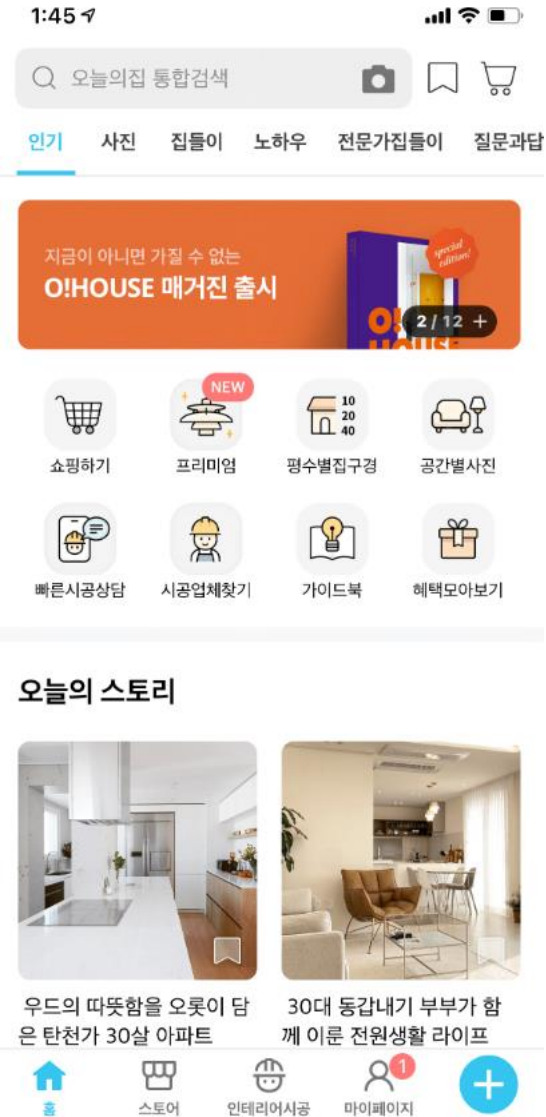 1:45
오늘의집 통합검색
인기 사진 집들이 노하우 전문가집들이 질문과답
지금이 아니면 가질 수 없는
O!HOUSE 매거진 출시
special
edition!
O!
HOUSE
2 / 12 +
NEW
10
20
40
쇼핑하기 프리미엄 평수별집구경 공간별사진
빠른시공상담 시공업체찾기 가이드북 혜택모아보기
오늘의 스토리
우드의 따뜻함을 오롯이 담
은 탄천가 30살 아파트
30대 동갑내기 부부가 함
께 이룬 전원생활 라이프
1
홈 스토어 인테리어시공 마이페이지